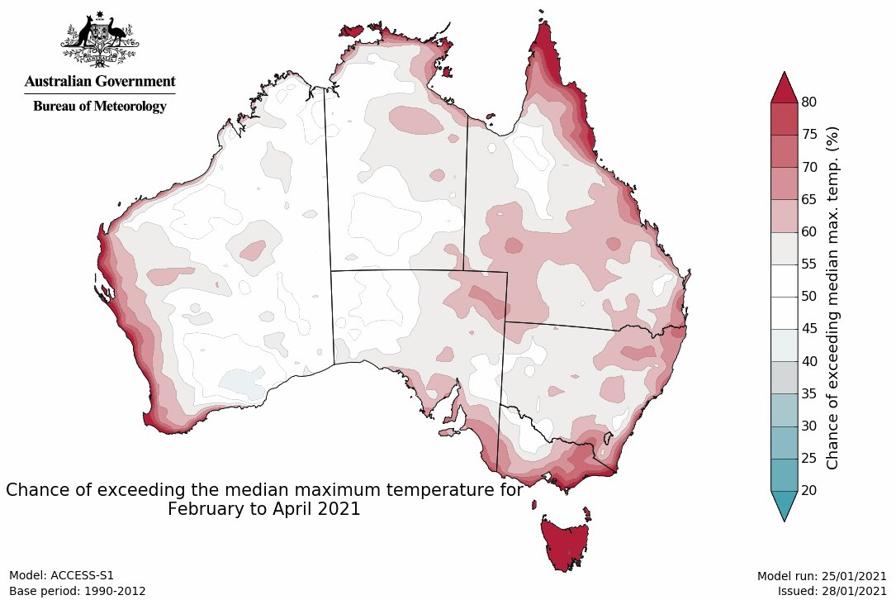 Australian Government
Bureau of Meteorology
80
75
70
65
60
55
50
45
40
35
30
25
20
Chance of exceeding median max. temp. (%)
Chance of exceeding the median maximum temperature for
February to April 2021
Model: ACCESS-S1
Base period: 1990-2012
Model run: 25/01/2021
Issued: 28/01/2021